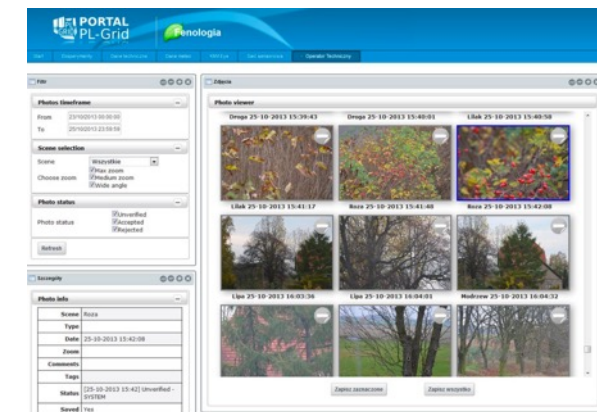 PORTAL
PL-Grid
Fenologia
Start
Dane techniczne
Operator Techniczny
Filtr
Photos timeframe
From 23/10/2013 00:00:00
To 25/10/2013 23:59:59
Scene selection
Scene Wszystkie
Choose zoom
Max zoom
Medium zoom
Wide angle
Photo status
Photo status
Unverified
Accepted
Rejected
Refresh
Szczegóły
Photo info
Scene Roza
Type
Date 25-10-2013 15:42:08
Zoom
Comments
Tags
Status [25-10-2013 15:42] Unverified -
SYSTEM
Saved Yes
Zdjęcia
Photo viewer
Droga 25-10-2013 15:39:43
Droga 25-10-2013 15:40:01
Lilak 25-10-2013 15:40:58
Lilak 25-10-2013 15:41:17
Roza 25-10-2013 15:41:48
Roza 25-10-2013 15:42:08
Lipa 25-10-2013 16:03:36
Lipa 25-10-2013 16:04:01
Modrzew 25-10-2013 16:04:32
Zapisz zaznaczone
Zapisz wszystko